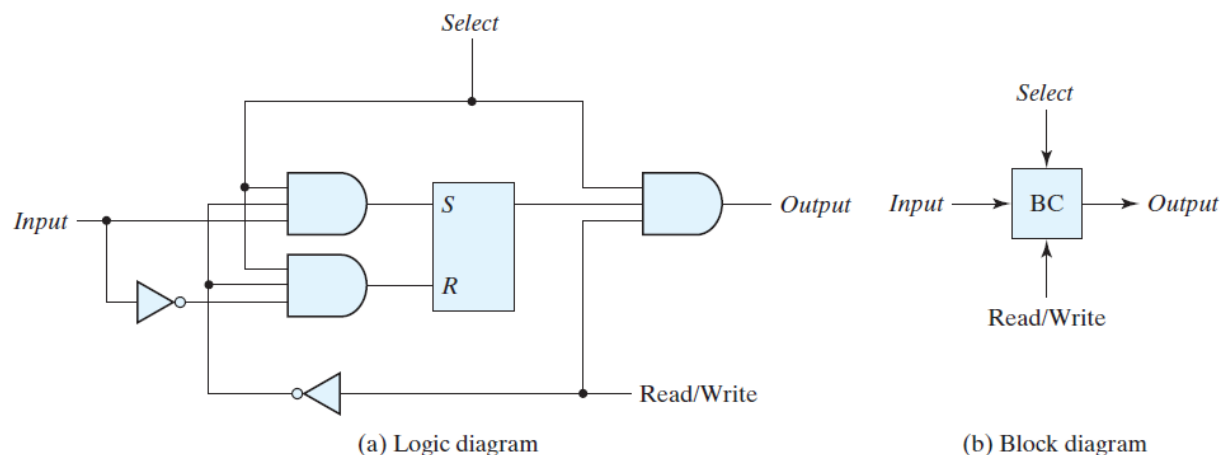 Select
Input
S
R
Output
Read/Write
(a) Logic diagram
Select
Input
BC
Output
Read/Write
(b) Block diagram